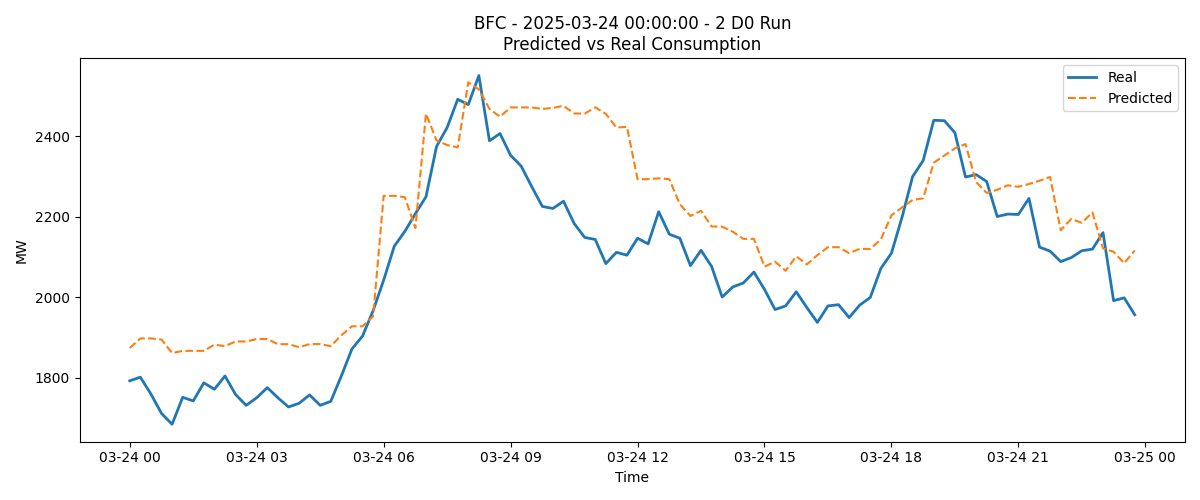 BFC - 2025-03-24 00:00:00 - 2 D0 Run
Predicted vs Real Consumption
Real
Predicted
MW
2400
2200
2000
1800
03-24 00
03-24 03
03-24 06
03-24 09
03-24 12
03-24 15
03-24 18
03-24 21
03-25 00
Time